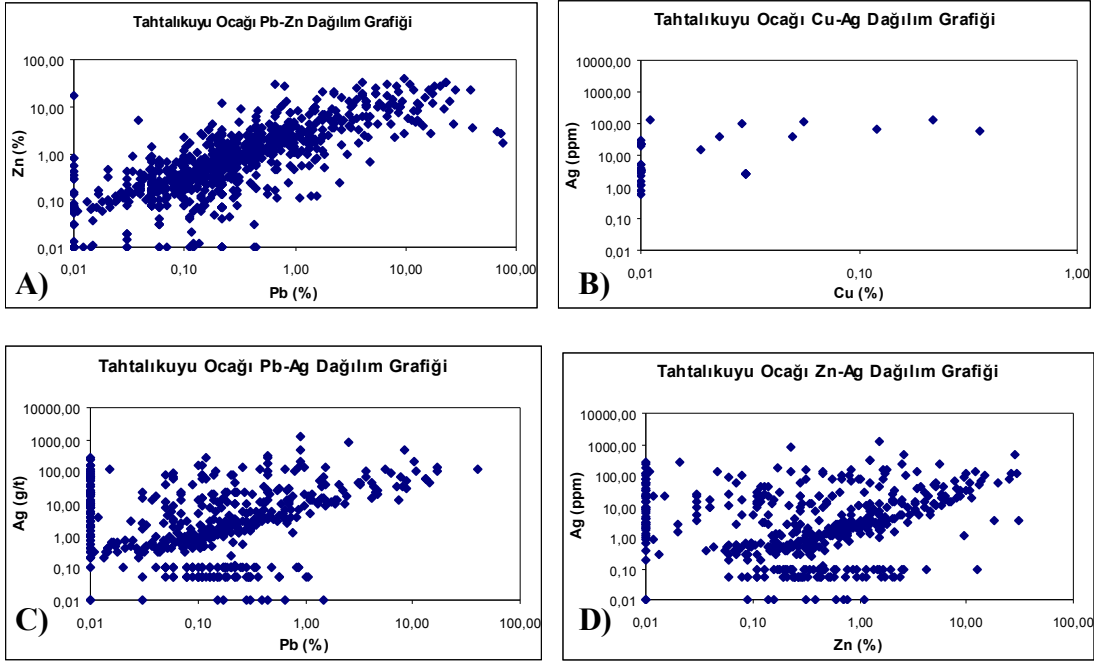 Tahtalıkuyu Ocağı Pb-Zn Dağılım Grafiği
100,00
10,00
1,00
0,10
0,01
Zn (%)
0,01 0,10 1,00 10,00 100,00
Pb (%)
A)
Tahtalıkuyu Ocağı Cu-Ag Dağılım Grafiği
10000,00
100,00
10,00
1,00
0,01
Ag (ppm)
0,01 0,10 1,00
Cu (%)
B)
Tahtalıkuyu Ocağı Pb-Ag Dağılım Grafiği
10000,00
1000,00
100,00
10,00
1,00
0,10
0,01
Ag (g/t)
0,01 0,10 1,00 10,00 100,00
Pb (%)
C)
Tahtalıkuyu Ocağı Zn-Ag Dağılım Grafiği
10000,00
1000,00
100,00
10,00
1,00
0,10
0,01
Ag (ppm)
0,01 0,10 1,00 10,00 100,00
Zn (%)
D)